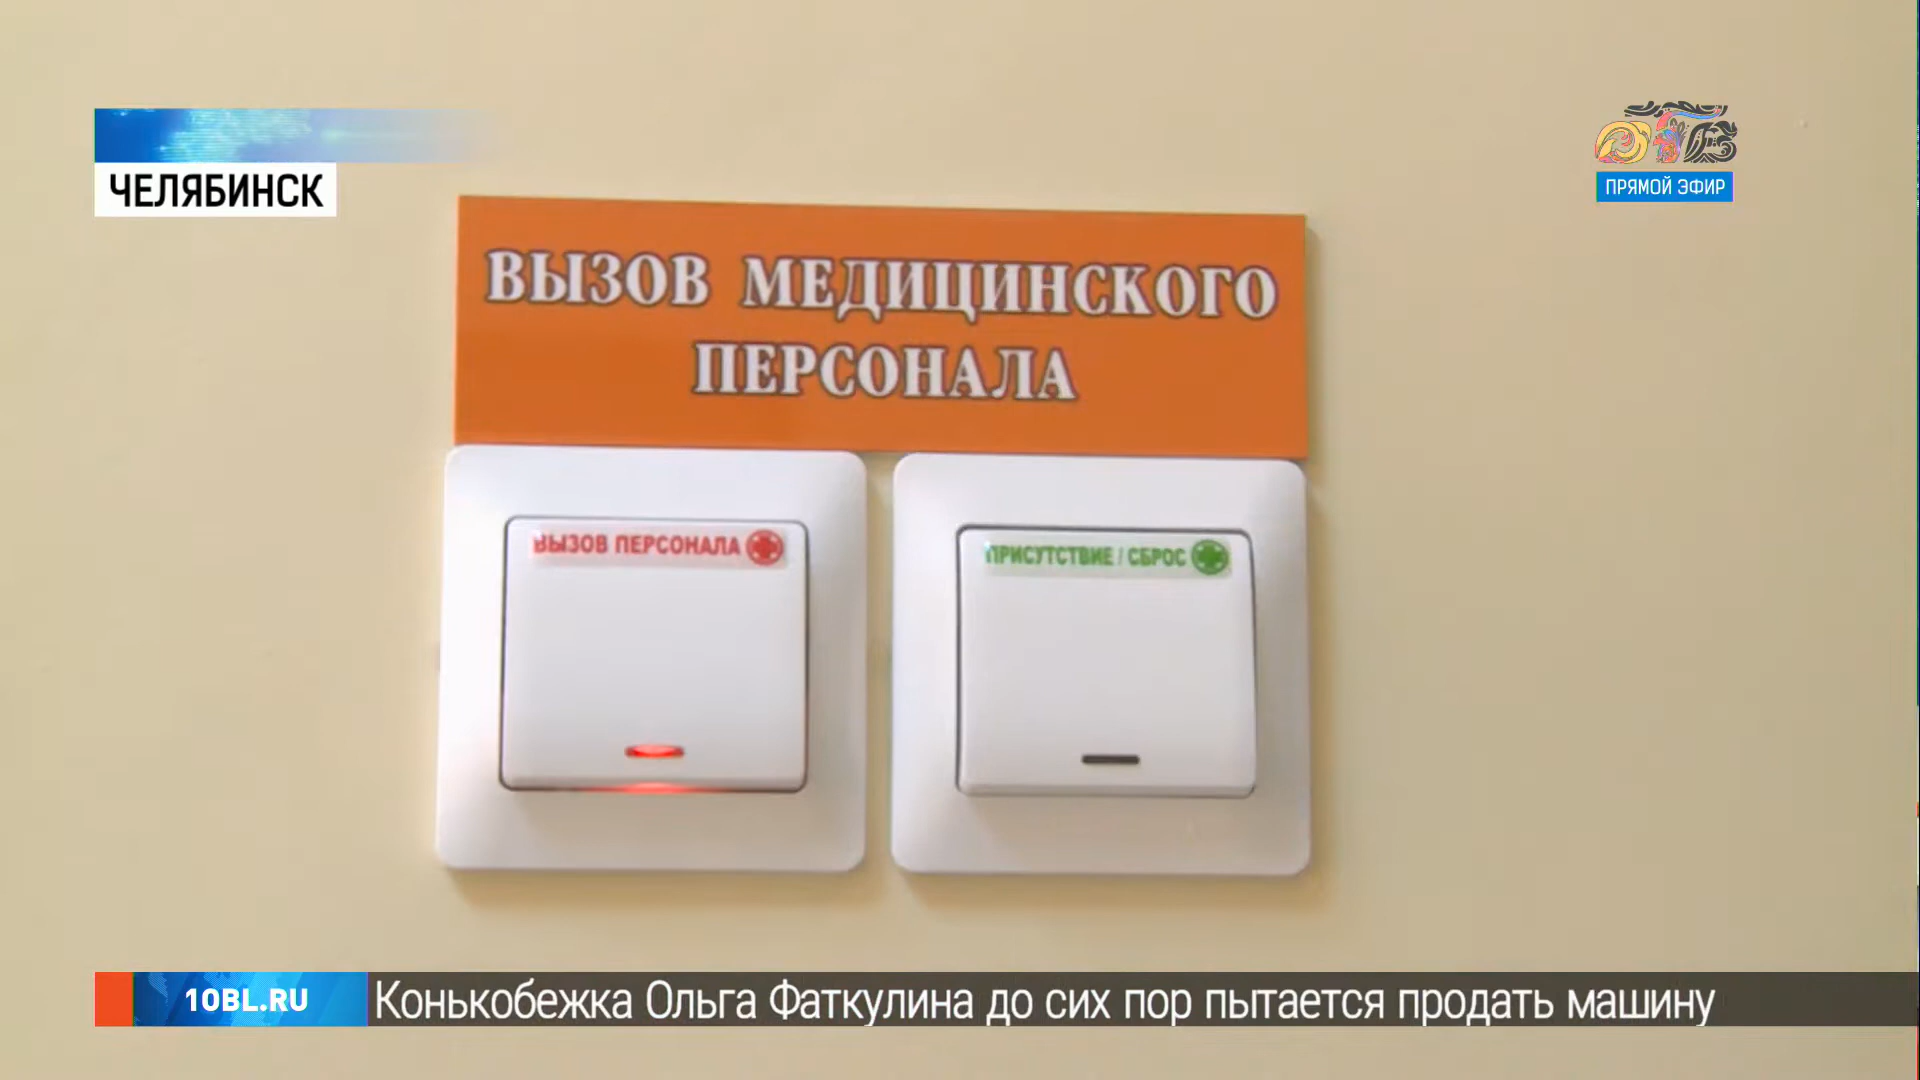 ЧЕЛЯБИНСК
ОТВ
ПРЯМОЙ ЭФИР
ВЫЗОВ МЕДИЦИНСКОГО
ПЕРСОНАЛА
ВЫЗОВ ПЕРСОНАЛА
ПРИСУТСТВИЕ / СБРОС
10BL.RU
Конькобежка Ольга Фаткулина до сих пор пытается продать машину